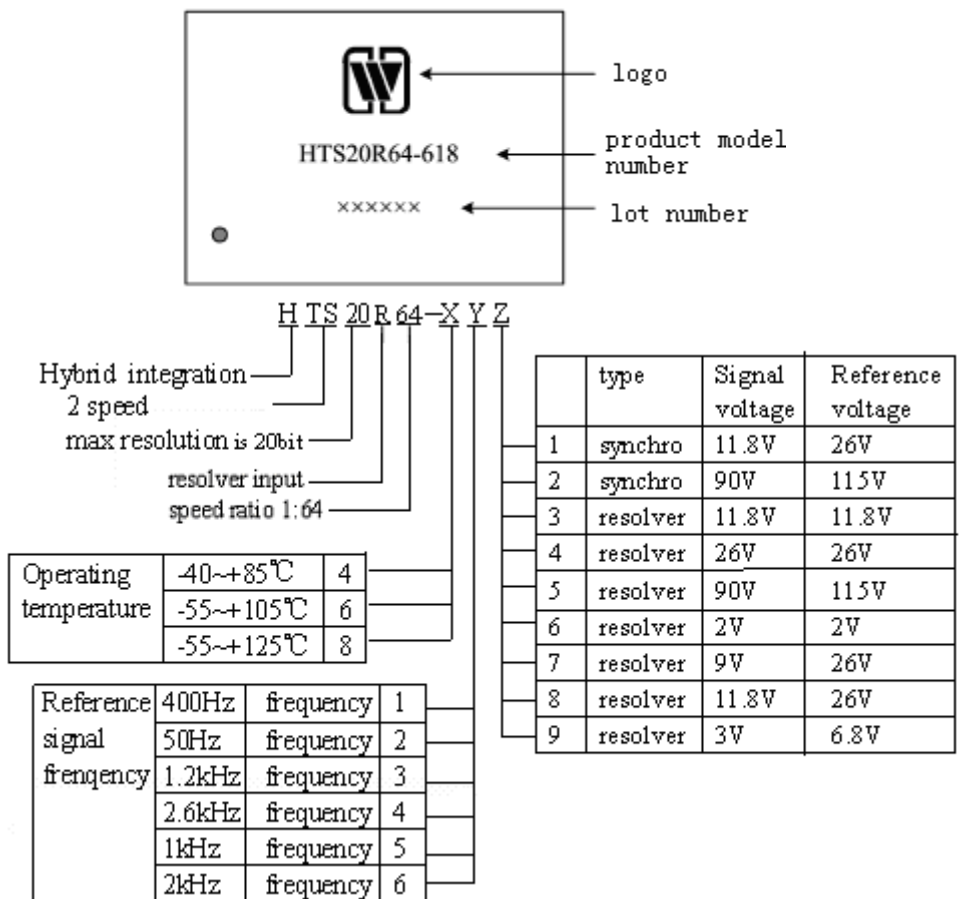 logo
HTS20R64-618
product model
number
××××××
lot number
H TS 20 R 64-X Y Z
Hybrid integration
2 speed
max resolution is 20bit
resolver input
speed ratio 1:64
Operating temperature
-40~+85℃ 4
-55~+105℃ 6
-55~+125℃ 8
Reference signal frenqency
400Hz frequency 1
50Hz frequency 2
1.2kHz frequency 3
2.6kHz frequency 4
1kHz frequency 5
2kHz frequency 6
type Signal voltage Reference voltage
1 synchro 11.8V 26V
2 synchro 90V 115V
3 resolver 11.8V 11.8V
4 resolver 26V 26V
5 resolver 90V 115V
6 resolver 2V 2V
7 resolver 9V 26V
8 resolver 11.8V 26V
9 resolver 3V 6.8V